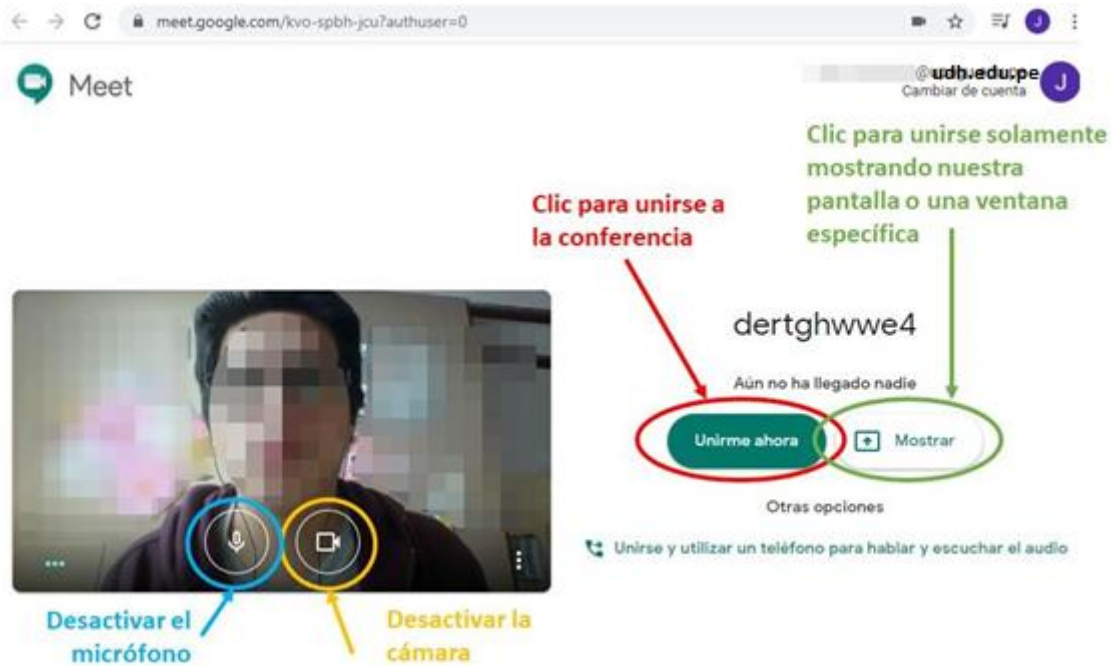 meet.google.com/kvo-spbh-jcu?authuser=0
J
Meet
udh.edu.pe
Cambiar de cuenta
J
Clic para unirse solamente
mostrando nuestra
pantalla o una ventana
específica
Clic para unirse a
la conferencia
dertghwwe4
Aún no ha llegado nadie
Unirme ahora
Mostrar
Otras opciones
Unirse y utilizar un teléfono para hablar y escuchar el audio
Desactivar el
micrófono
Desactivar la
cámara